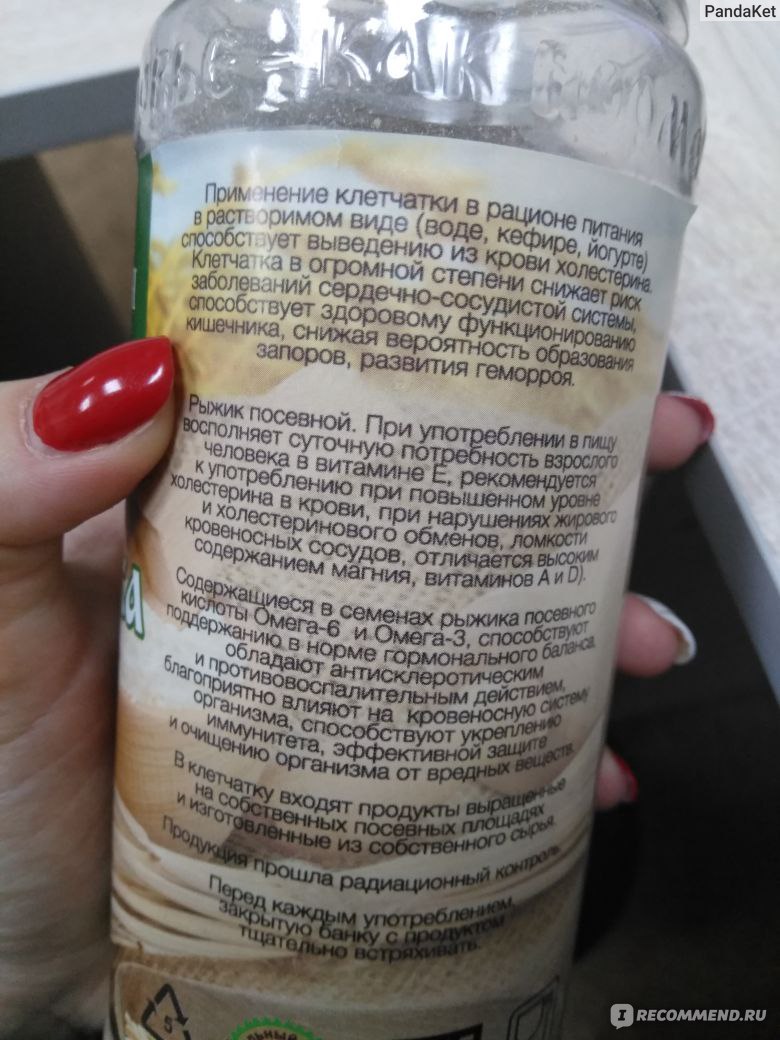 PandaKet
КАК
Применение клетчатки в рационе питания
в растворимом виде (воде, кефире, йогурте)
способствует выведению из крови холестерина.
Клетчатка в огромной степени снижает риск
заболеваний сердечно-сосудистой системы,
способствует здоровому функционированию
кишечника, снижая вероятность образования
запоров, развития геморроя.
Рыжик посевной. При употреблении в пищу
восполняет суточную потребность взрослого
человека в витамине Е, рекомендуется
к употреблению при повышенном уровне
холестерина в крови, при нарушениях жирового
и холестеринового обменов, ломкости
кровеносных сосудов, отличается высоким
содержанием магния, витаминов А и D).
Содержащиеся в семенах рыжика посевного
кислоты Омега-6 и Омега-3, способствуют
поддержанию в норме гормонального баланса,
обладают антисклеротическим
и противовоспалительным действием,
благоприятно влияют на кровеносную систему
организма, способствуют укреплению
иммунитета, эффективной защите
и очищению организма от вредных веществ.
В клетчатку входят продукты выращенные
на собственных посевных площадях
и изготовленные из собственного сырья.
Продукция прошла радиационный контроль.
Перед каждым употреблением,
закрытую банку с продуктом
тщательно встряхивать.
5
IRECOMMEND.RU